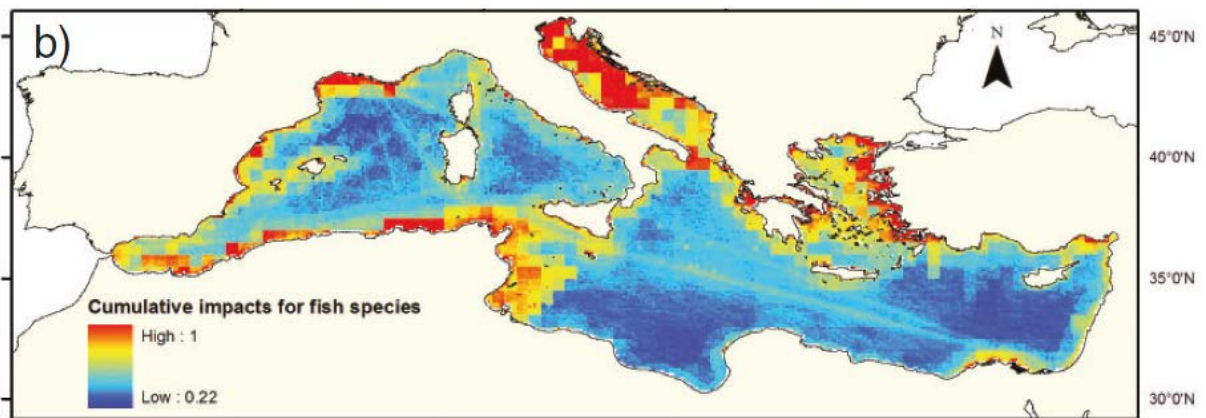 b)
N
45°0'N
40°0'N
35°0'N
Cumulative impacts for fish species
High : 1
Low : 0.22
30°0'N